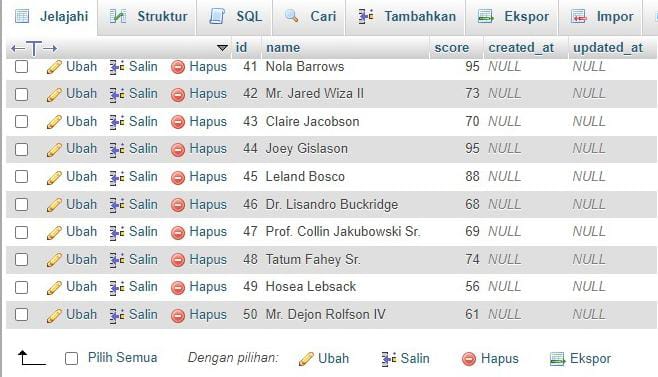 Jelajahi Struktur SQL Cari Tambahkan Ekspor Impor
id name score created_at updated_at
Ubah Salin Hapus 41 Nola Barrows 95 NULL NULL
Ubah Salin Hapus 42 Mr. Jared Wiza II 73 NULL NULL
Ubah Salin Hapus 43 Claire Jacobson 70 NULL NULL
Ubah Salin Hapus 44 Joey Gislason 95 NULL NULL
Ubah Salin Hapus 45 Leland Bosco 88 NULL NULL
Ubah Salin Hapus 46 Dr. Lisandro Buckridge 68 NULL NULL
Ubah Salin Hapus 47 Prof. Collin Jakubowski Sr. 69 NULL NULL
Ubah Salin Hapus 48 Tatum Fahey Sr. 74 NULL NULL
Ubah Salin Hapus 49 Hosea Lebsack 56 NULL NULL
Ubah Salin Hapus 50 Mr. Dejon Rolfson IV 61 NULL NULL
Pilih Semua Dengan pilihan: Ubah Salin Hapus Ekspor